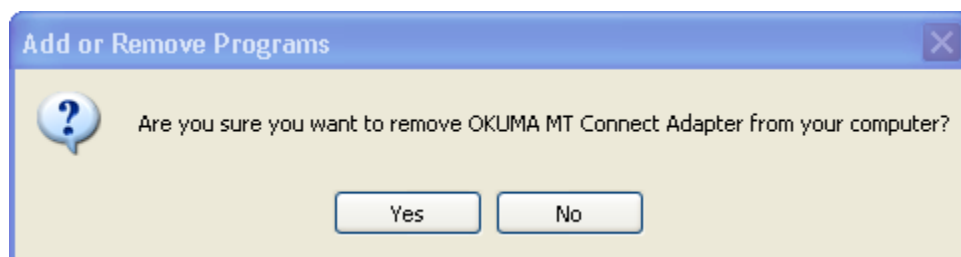 Add or Remove Programs
Are you sure you want to remove OKUMA MT Connect Adapter from your computer?
Yes
No